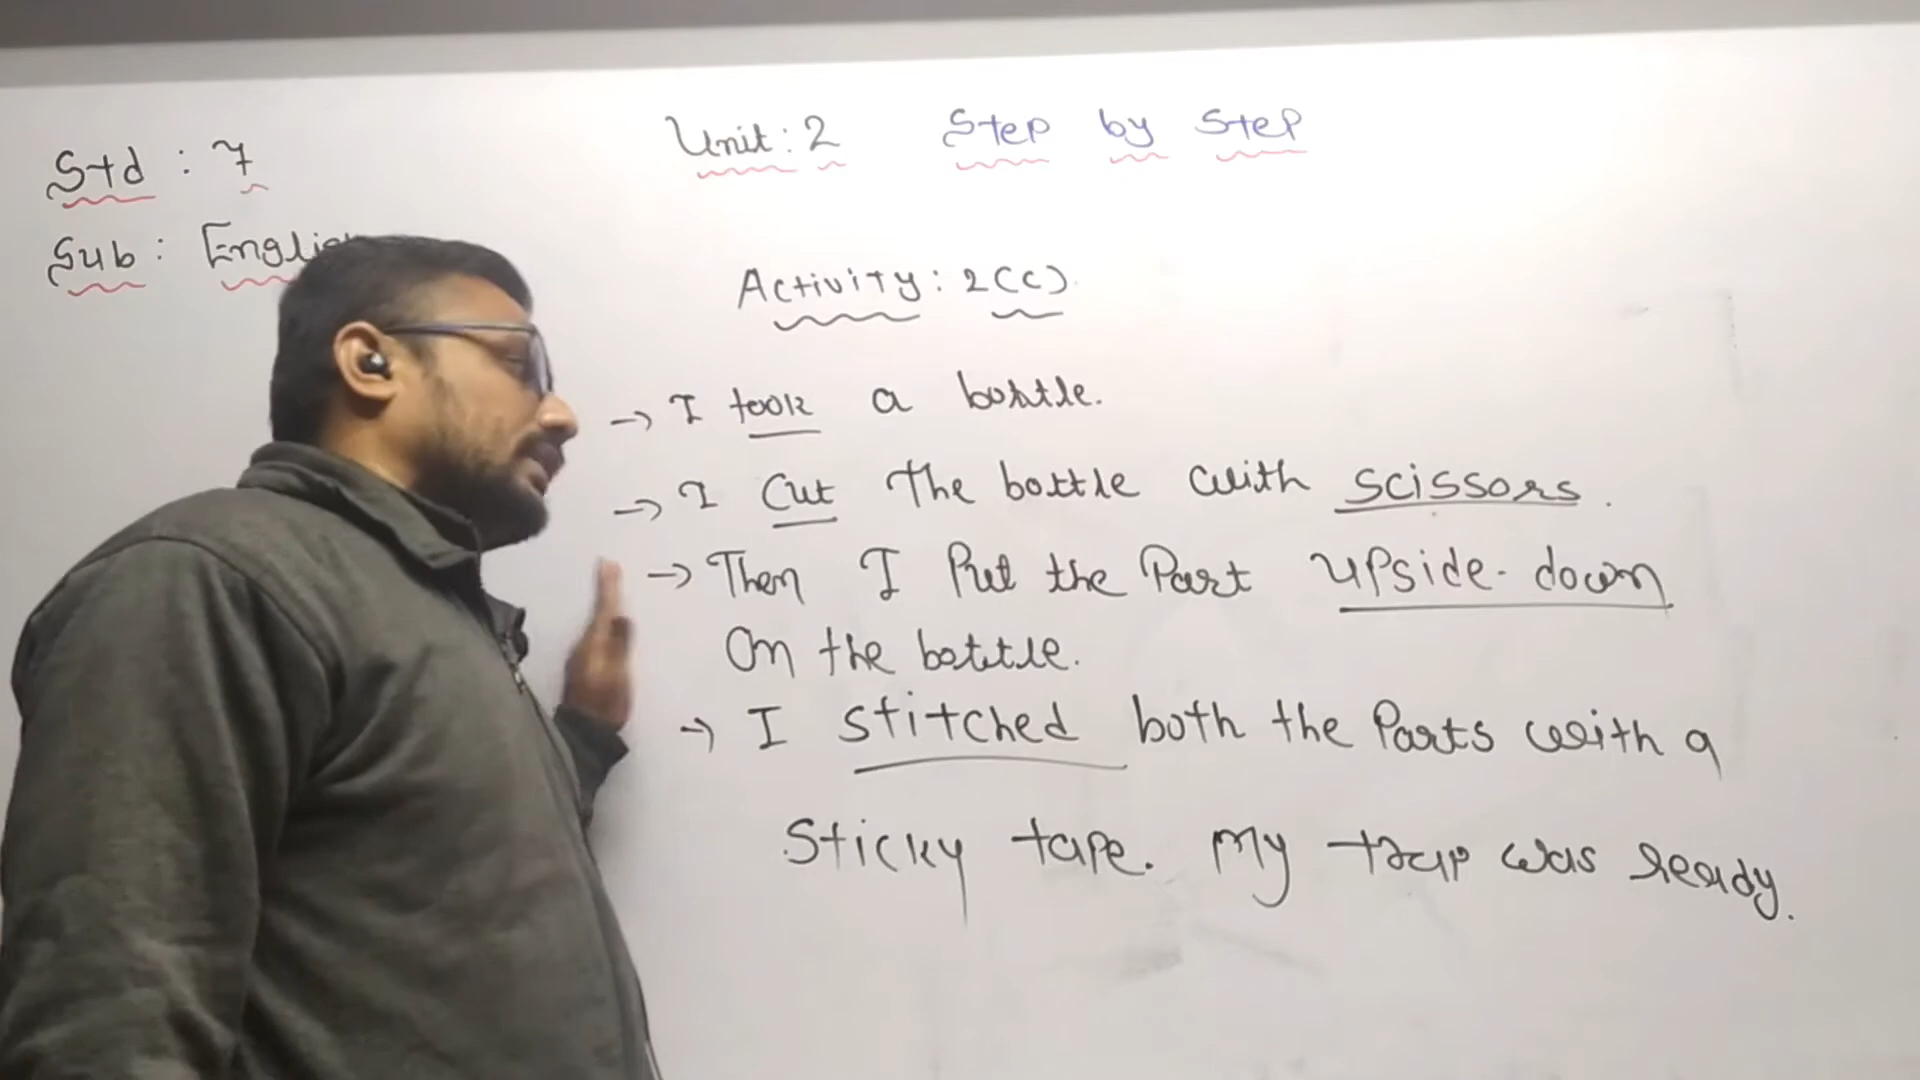 Std : 7
Sub : English
Unit : 2 Step by Step
Activity : 2(C)
→ I took a bottle.
→ I cut the bottle with scissors.
→ Then I Put the Part upside-down
On the bottle.
→ I stitched both the Parts with a
Sticky tape. My trap was ready.